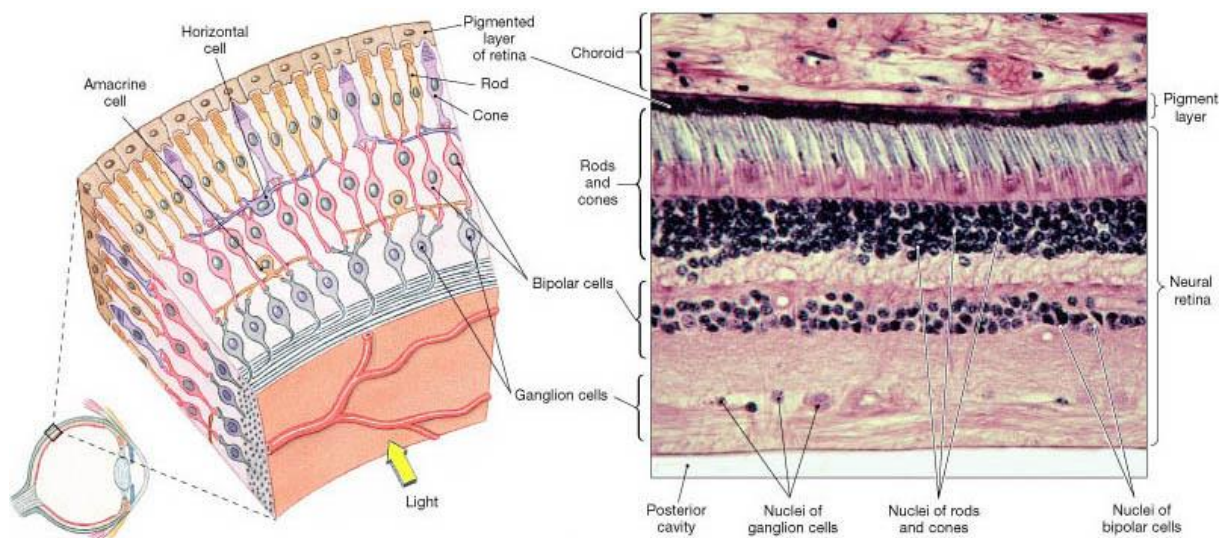 Horizontal
cell
Amacrine
cell
Pigmented
layer
of retina
Rod
Cone
Choroid
Rods
and
cones
Bipolar cells
Ganglion cells
Light
Pigment
layer
Neural
retina
Posterior
cavity
Nuclei of
ganglion cells
Nuclei of rods
and cones
Nuclei of
bipolar cells